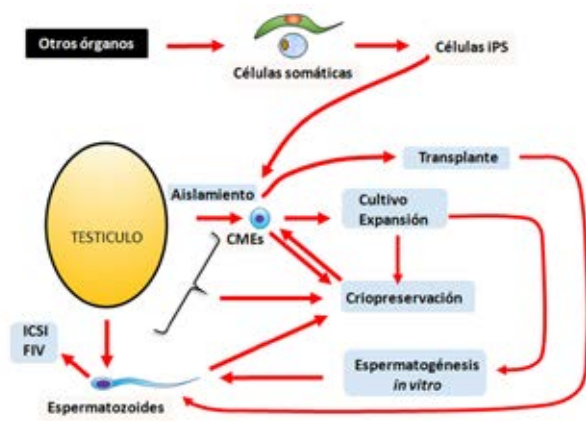 Otros órganos
Células somáticas
Células iPS
Transplante
Aislamiento
TESTICULO
CMEs
Cultivo
Expansión
Criopreservación
ICSI
FIV
Espermatogénesis
in vitro
Espermatozoides